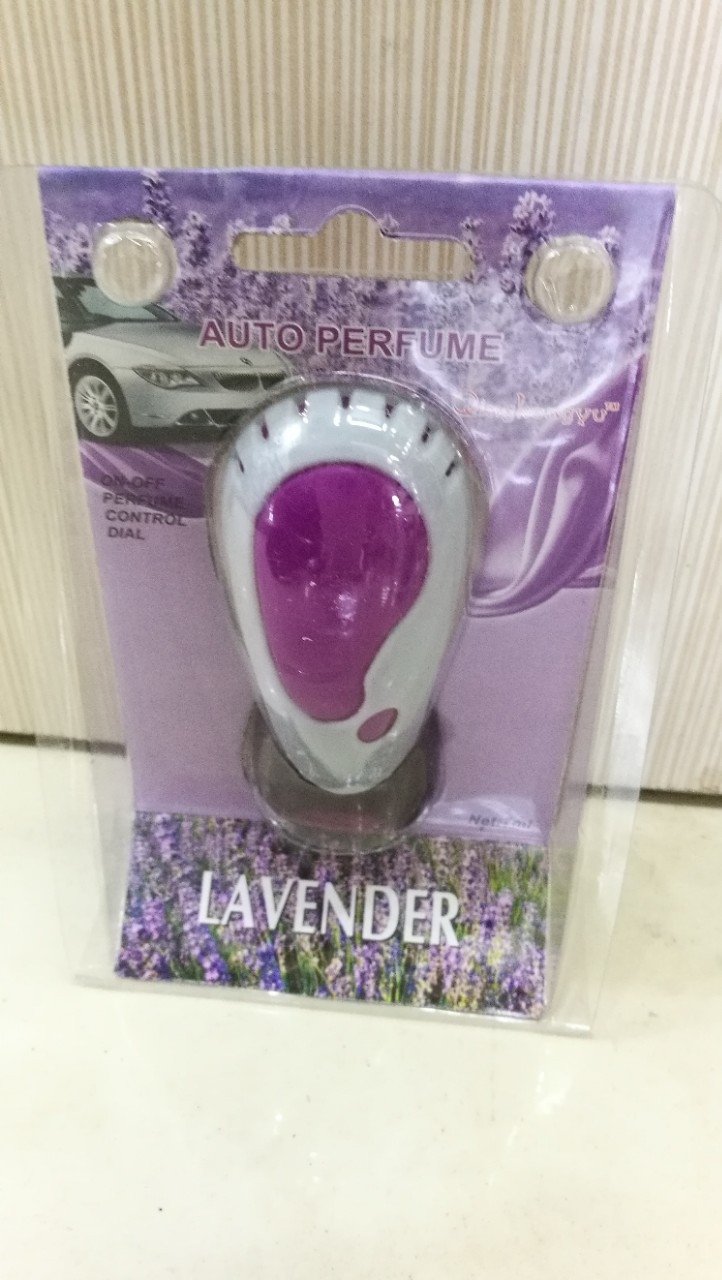 AUTO PERFUME
ON-OFF
PERFUME
CONTROL
DIAL
LAVENDER